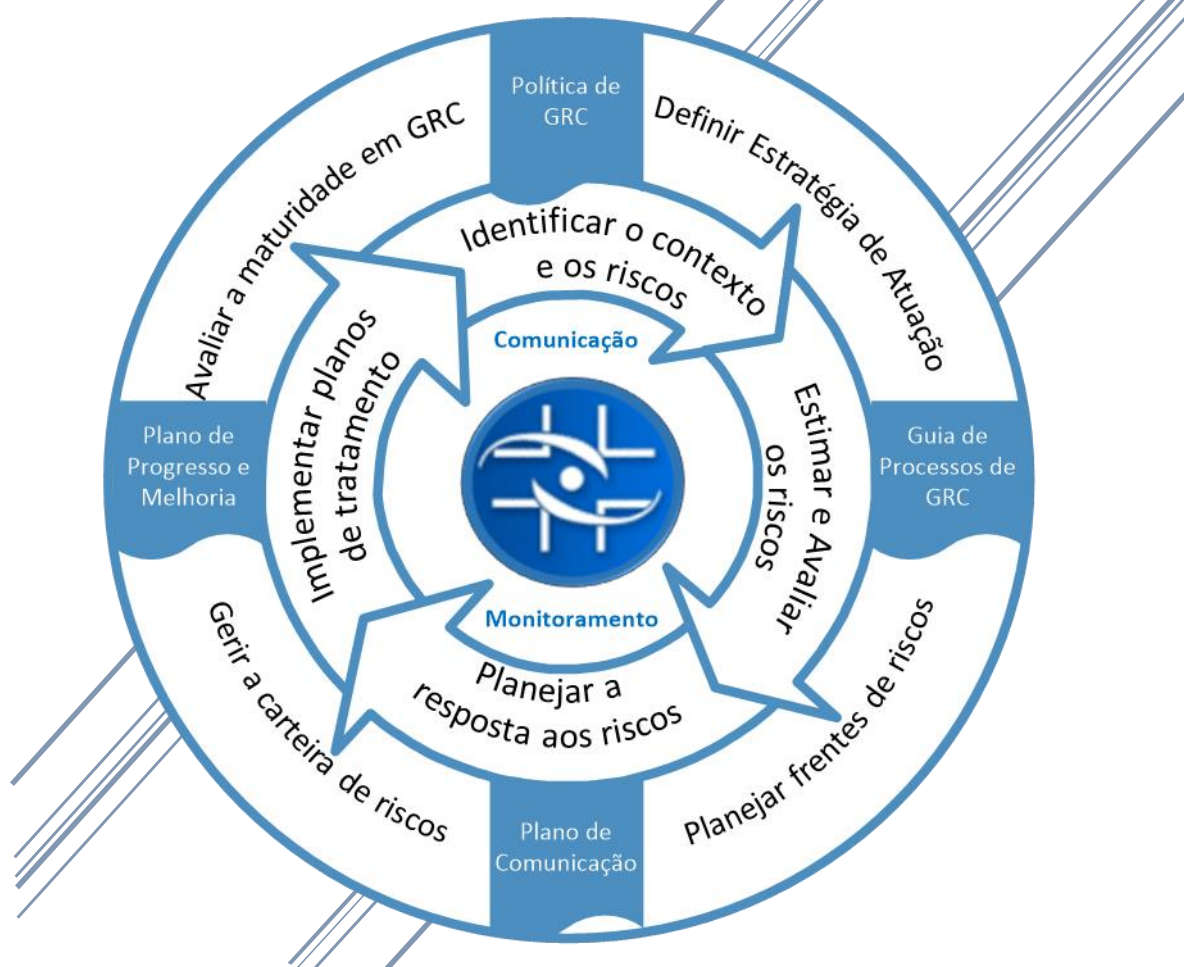 Política de
GRC
Definir Estratégia de Atuação
Guia de
Processos de
GRC
Planejar frentes de riscos
Plano de
Comunicação
Gerir a carteira de riscos
Plano de
Progresso e
Melhoria
Avaliar a maturidade em GRC
Identificar o contexto
e os riscos
Estimar e Avaliar
os riscos
Planejar a
resposta aos riscos
Implementar planos
de tratamento
Comunicação
Monitoramento